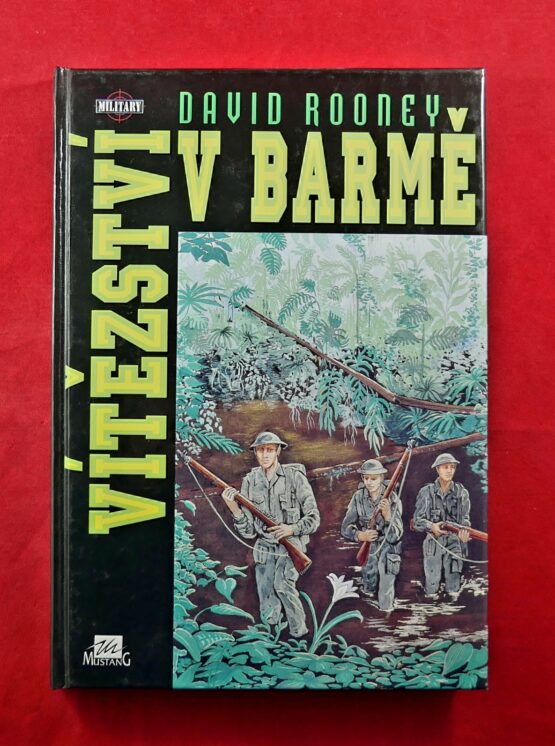 MILITARY
DAVID ROONEY
VÍTĚZSTVÍ
V BARMĚ
MUSTANG